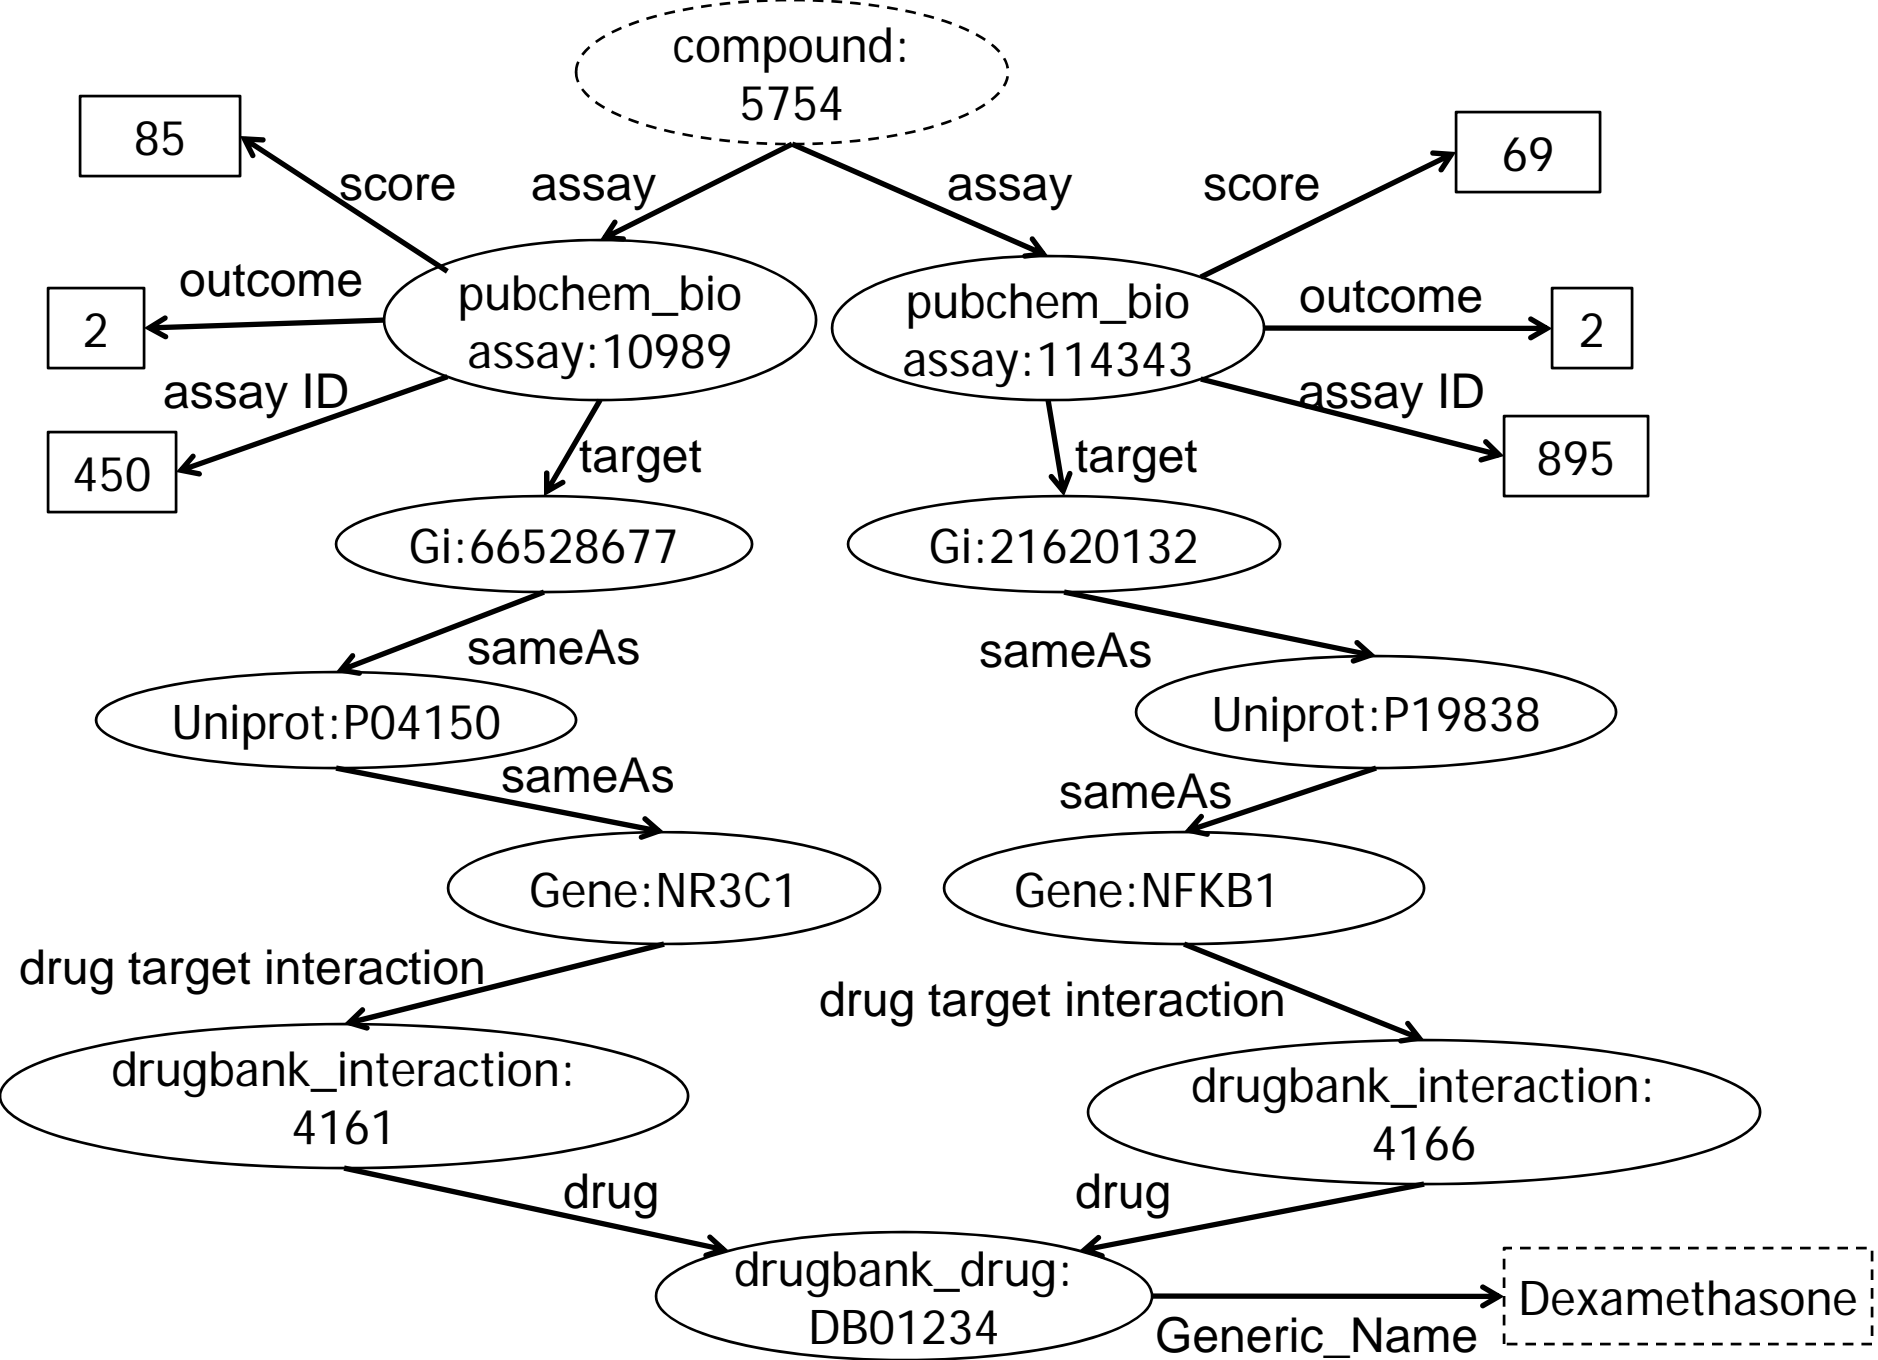 compound:
5754
85
69
score
assay
assay
score
outcome
pubchem_bio
assay:10989
pubchem_bio
assay:114343
outcome
2
2
assay ID
assay ID
450
target
target
895
Gi:66528677
Gi:21620132
sameAs
sameAs
Uniprot:P04150
Uniprot:P19838
sameAs
sameAs
Gene:NR3C1
Gene:NFKB1
drug target interaction
drug target interaction
drugbank_interaction:
4161
drugbank_interaction:
4166
drug
drug
drugbank_drug:
DB01234
Generic_Name
Dexamethasone